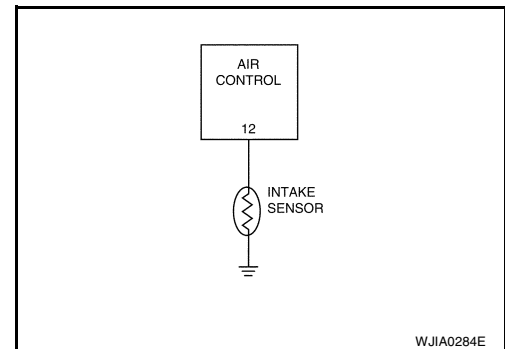 AIR
CONTROL
12
INTAKE
SENSOR
WJIA0284E